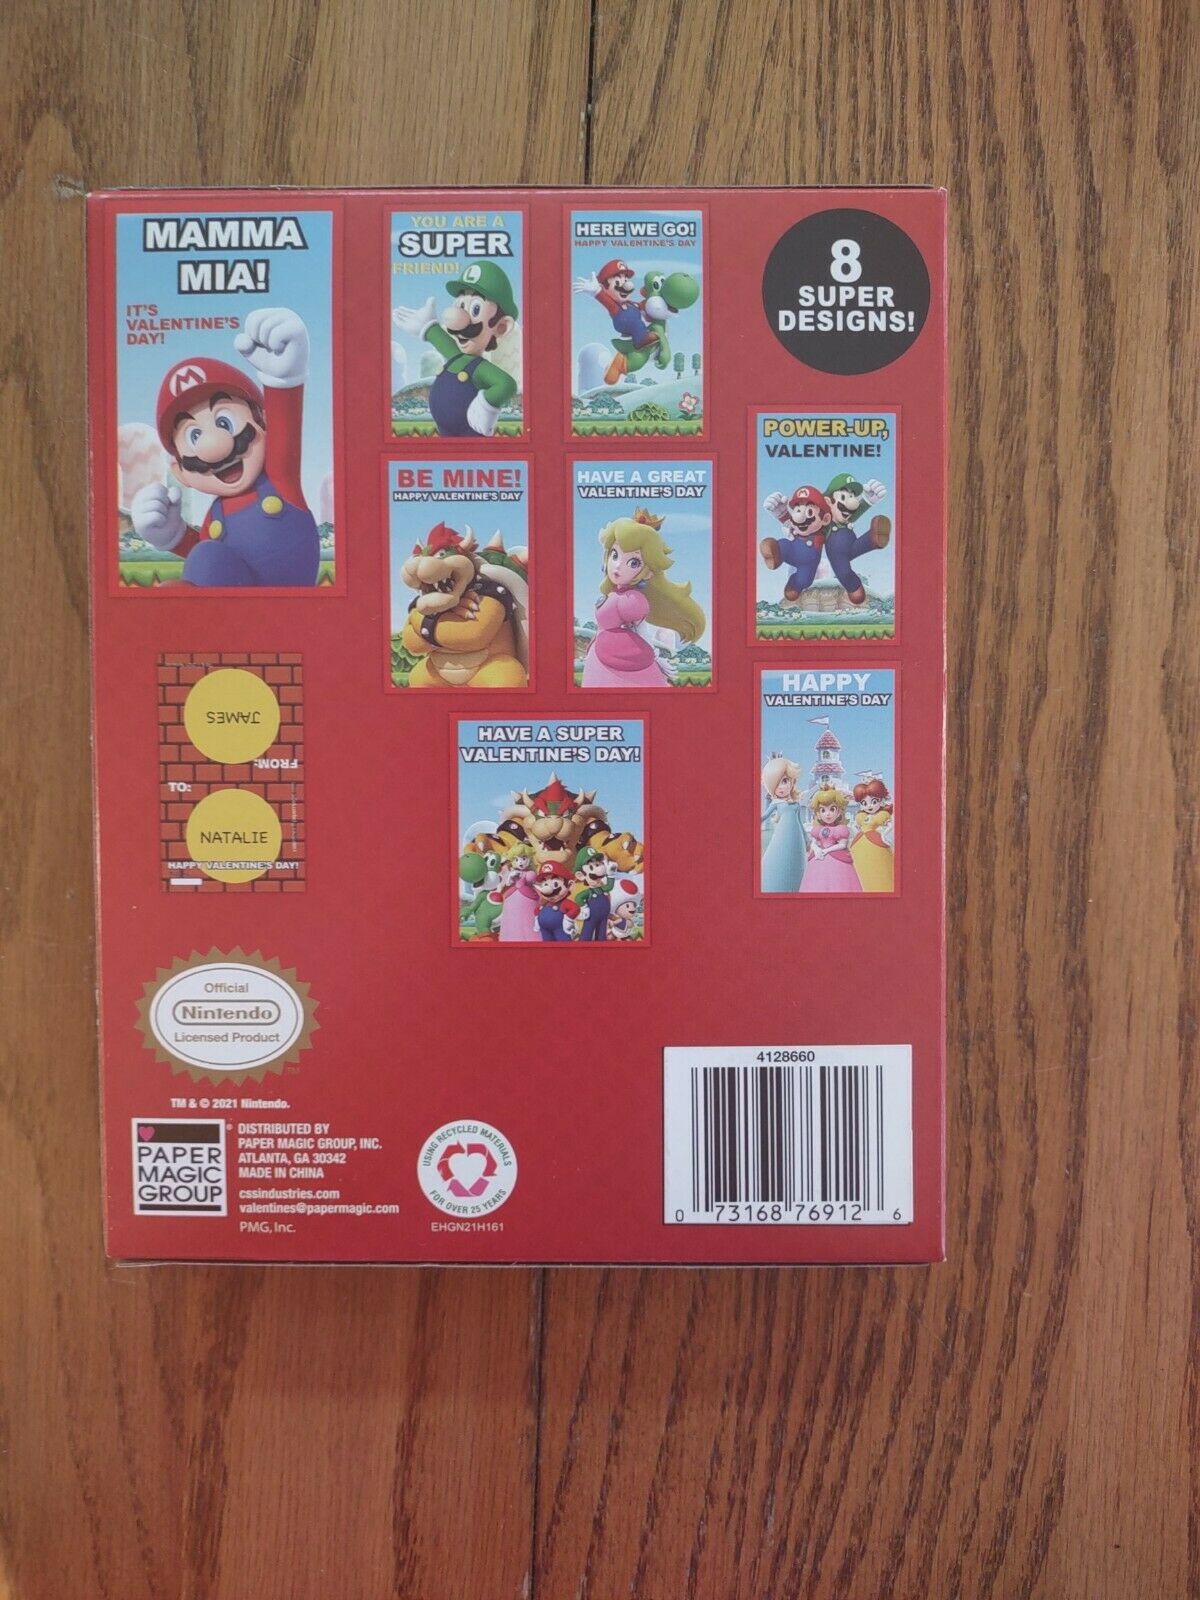 MAMMA
MIA!
IT'S
VALENTINE'S
DAY!
YOU ARE A
SUPER
FRIEND!
L
HERE WE GO!
HAPPY VALENTINE'S DAY
8
SUPER
DESIGNS!
M
BE MINE!
HAPPY VALENTINE'S DAY
HAVE A GREAT
VALENTINE'S DAY
POWER-UP,
VALENTINE!
JAMES
FROM:
TO:
NATALIE
HAPPY VALENTINE'S DAY!
HAVE A SUPER
VALENTINE'S DAY!
HAPPY
VALENTINE'S DAY
Official
Nintendo
Licensed Product
TM
TM & © 2021 Nintendo.
PAPER
MAGIC
GROUP
®
DISTRIBUTED BY
PAPER MAGIC GROUP, INC.
ATLANTA, GA 30342
MADE IN CHINA
cssindustries.com
valentines@papermagic.com
PMG, Inc.
USING RECYCLED MATERIALS
FOR OVER 25 YEARS
EHGN21H161
4128660
0 73168 76912 6